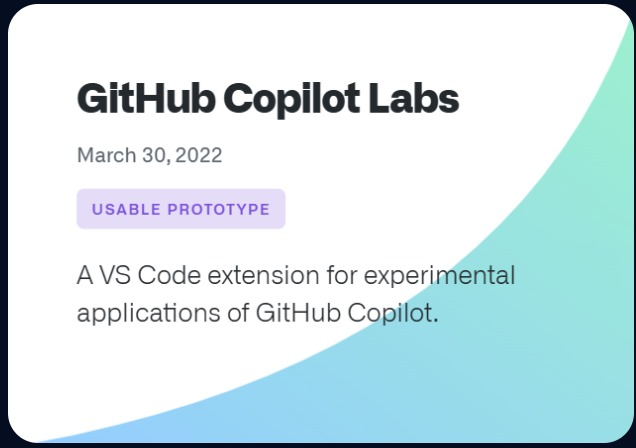 GitHub Copilot Labs
March 30, 2022
USABLE PROTOTYPE
A VS Code extension for experimental
applications of GitHub Copilot.